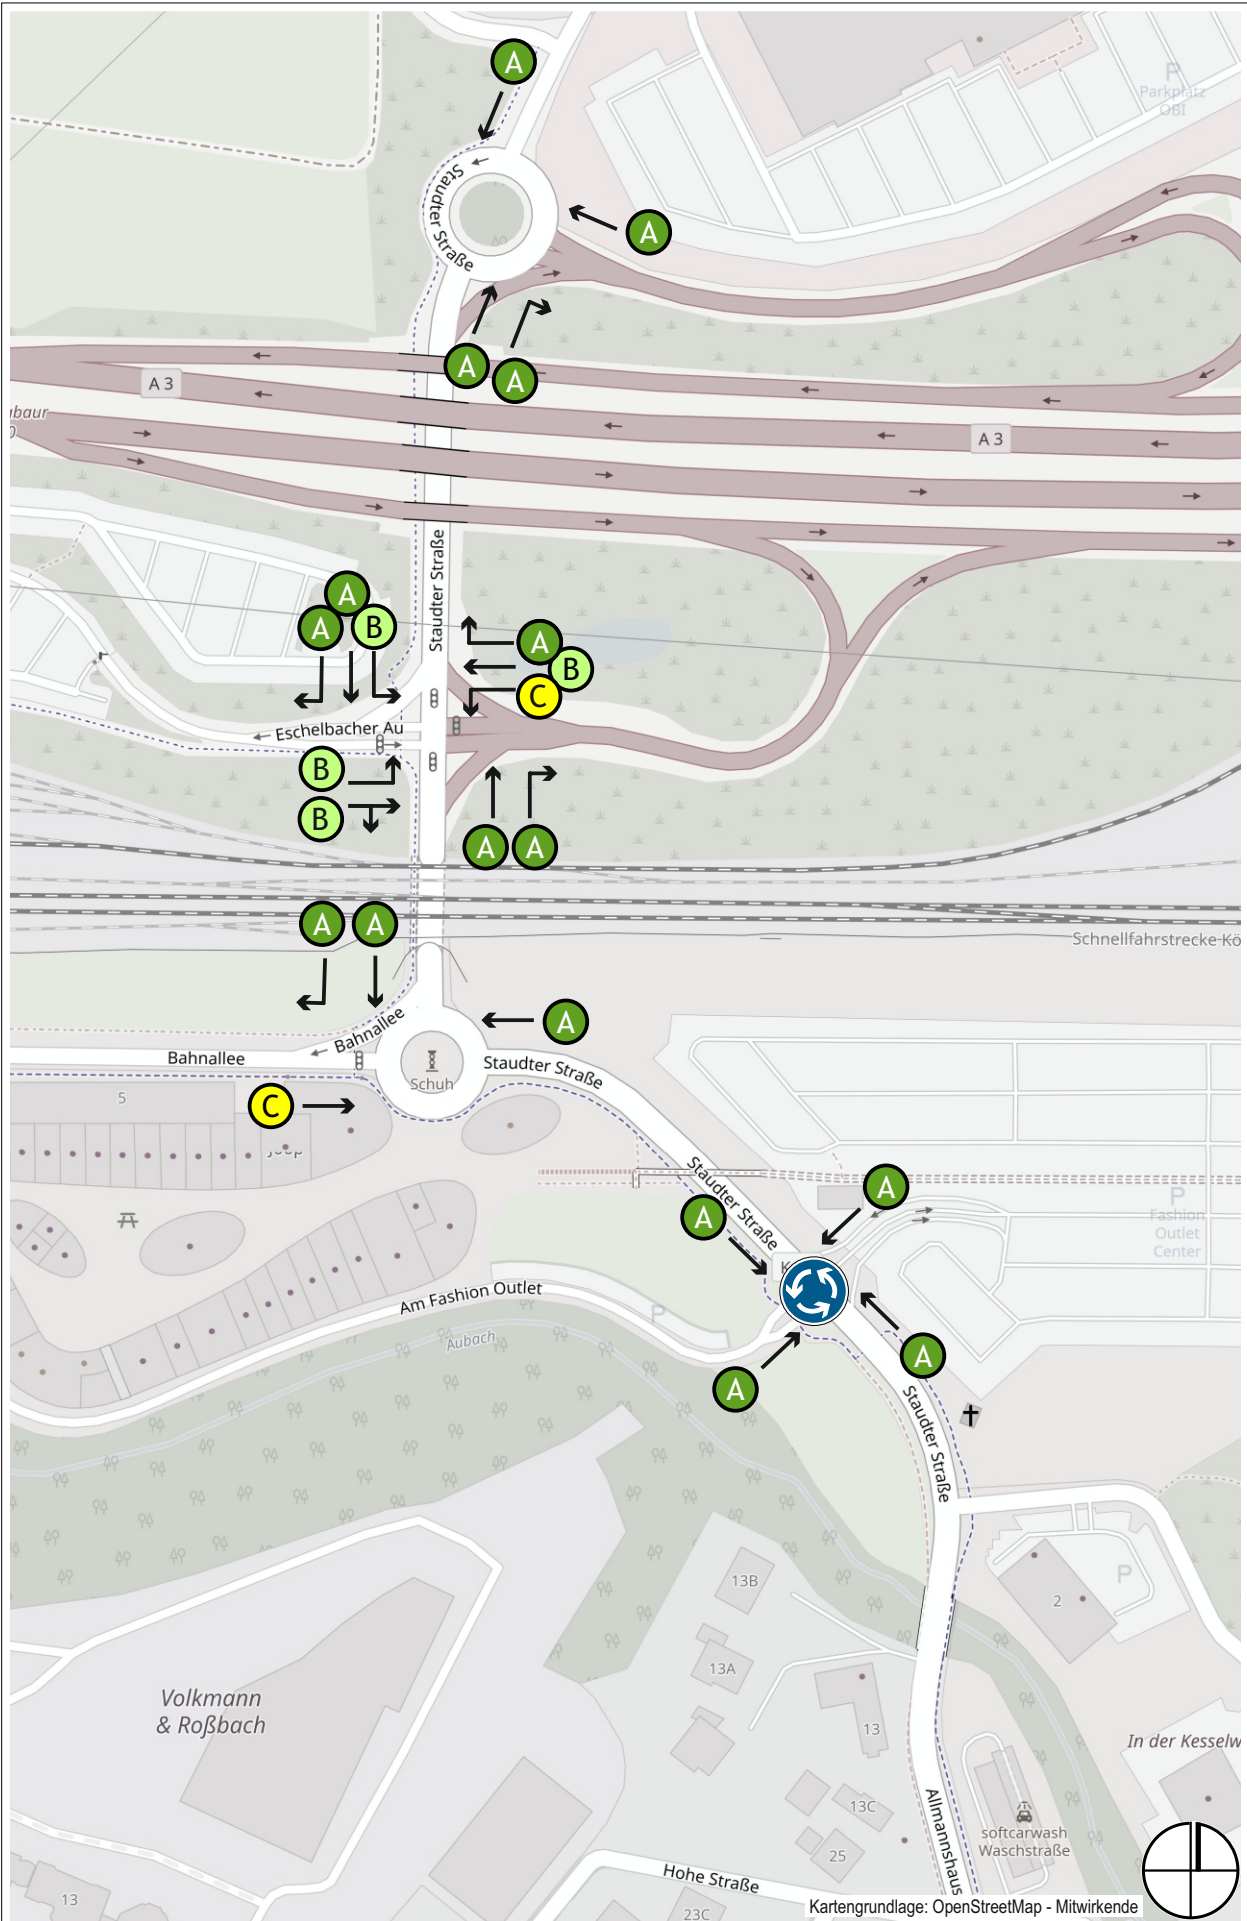 A
P
Parkplatz
OBI
Staudter Straße
A
A
A
A 3
A 3
Staudter Straße
A
A
B
A
B
C
Eschelbacher Au
B
B
A
A
A
A
Schnellfahrstrecke Kö
A
Bahnallee
Bahnallee
Staudter Straße
Schuh
5
C
Staudter Straße
A
A
P
Fashion
Outlet
Center
Am Fashion Outlet
P
Aubach
A
A
Staudter Straße
13B
2
P
13A
Volkmann
& Roßbach
13
In der Kesselw
Allmannshaus
13C
softcarwash
Waschstraße
25
Hohe Straße
13
23C
Kartengrundlage: OpenStreetMap - Mitwirkende